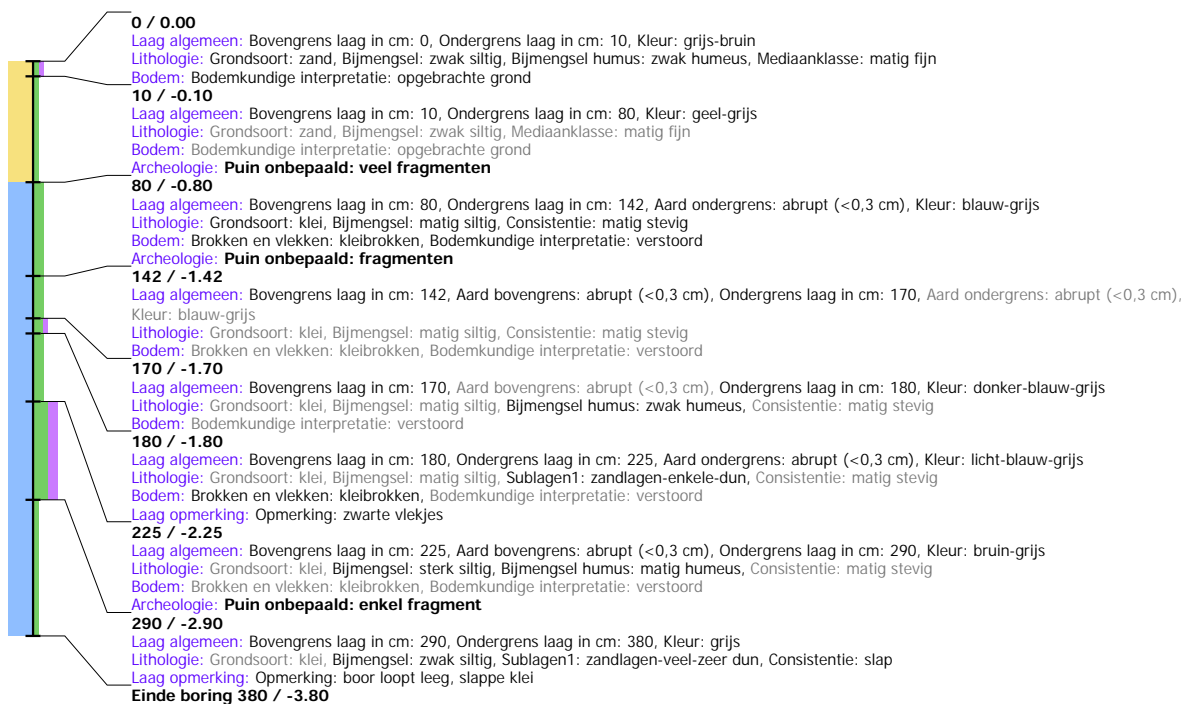 0 / 0.00
Laag algemeen: Bovengrens laag in cm: 0, Ondergrens laag in cm: 10, Kleur: grijs-bruin
Lithologie: Grondsoort: zand, Bijmengsel: zwak siltig, Bijmengsel humus: zwak humeus, Mediaanklasse: matig fijn
Bodem: Bodemkundige interpretatie: opgebrachte grond
10 / -0.10
Laag algemeen: Bovengrens laag in cm: 10, Ondergrens laag in cm: 80, Kleur: geel-grijs
Lithologie: Grondsoort: zand, Bijmengsel: zwak siltig, Mediaanklasse: matig fijn
Bodem: Bodemkundige interpretatie: opgebrachte grond
Archeologie: Puin onbepaald: veel fragmenten
80 / -0.80
Laag algemeen: Bovengrens laag in cm: 80, Ondergrens laag in cm: 142, Aard ondergrens: abrupt (<0,3 cm), Kleur: blauw-grijs
Lithologie: Grondsoort: klei, Bijmengsel: matig siltig, Consistentie: matig stevig
Bodem: Brokken en vlekken: kleibrokken, Bodemkundige interpretatie: verstoord
Archeologie: Puin onbepaald: fragmenten
142 / -1.42
Laag algemeen: Bovengrens laag in cm: 142, Aard bovengrens: abrupt (<0,3 cm), Ondergrens laag in cm: 170, Aard ondergrens: abrupt (<0,3 cm),
Kleur: blauw-grijs
Lithologie: Grondsoort: klei, Bijmengsel: matig siltig, Consistentie: matig stevig
Bodem: Brokken en vlekken: kleibrokken, Bodemkundige interpretatie: verstoord
170 / -1.70
Laag algemeen: Bovengrens laag in cm: 170, Aard bovengrens: abrupt (<0,3 cm), Ondergrens laag in cm: 180, Kleur: donker-blauw-grijs
Lithologie: Grondsoort: klei, Bijmengsel: matig siltig, Bijmengsel humus: zwak humeus, Consistentie: matig stevig
Bodem: Bodemkundige interpretatie: verstoord
180 / -1.80
Laag algemeen: Bovengrens laag in cm: 180, Ondergrens laag in cm: 225, Aard ondergrens: abrupt (<0,3 cm), Kleur: licht-blauw-grijs
Lithologie: Grondsoort: klei, Bijmengsel: matig siltig, Sublagen1: zandlagen-enkele-dun, Consistentie: matig stevig
Bodem: Brokken en vlekken: kleibrokken, Bodemkundige interpretatie: verstoord
Laag opmerking: Opmerking: zwarte vlekjes
225 / -2.25
Laag algemeen: Bovengrens laag in cm: 225, Aard bovengrens: abrupt (<0,3 cm), Ondergrens laag in cm: 290, Kleur: bruin-grijs
Lithologie: Grondsoort: klei, Bijmengsel: sterk siltig, Bijmengsel humus: matig humeus, Consistentie: matig stevig
Bodem: Brokken en vlekken: kleibrokken, Bodemkundige interpretatie: verstoord
Archeologie: Puin onbepaald: enkel fragment
290 / -2.90
Laag algemeen: Bovengrens laag in cm: 290, Ondergrens laag in cm: 380, Kleur: grijs
Lithologie: Grondsoort: klei, Bijmengsel: zwak siltig, Sublagen1: zandlagen-veel-zeer dun, Consistentie: slap
Laag opmerking: Opmerking: boor loopt leeg, slappe klei
Einde boring 380 / -3.80